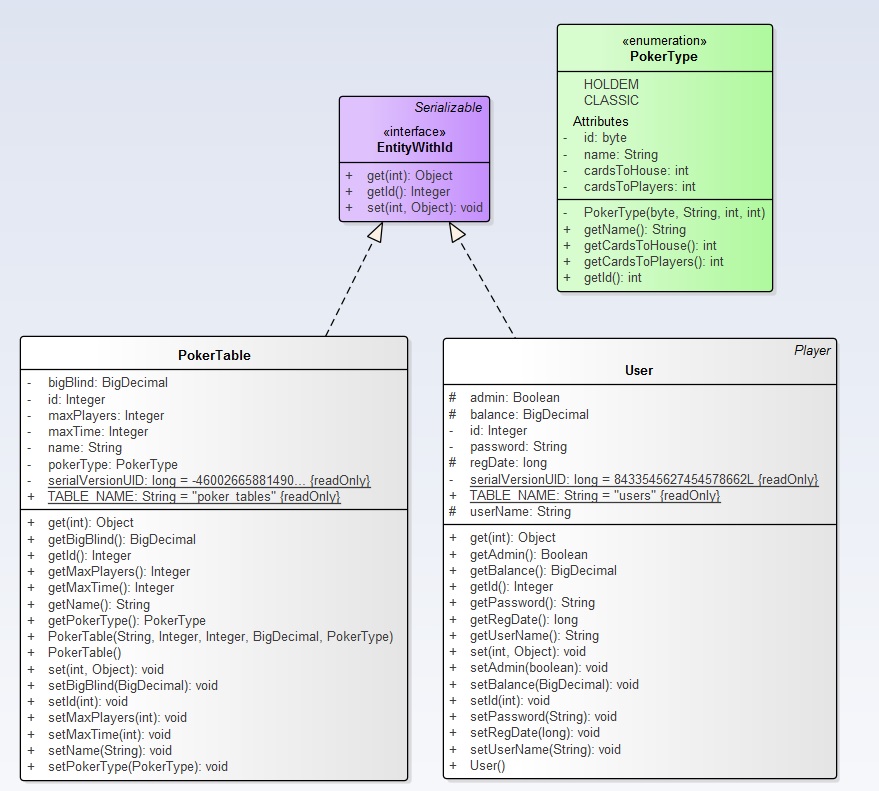 «enumeration»
PokerType
HOLDEM
CLASSIC
Attributes
- id: byte
- name: String
- cardsToHouse: int
- cardsToPlayers: int
- PokerType(byte, String, int, int)
+ getName(): String
+ getCardsToHouse(): int
+ getCardsToPlayers(): int
+ getId(): int
Serializable
«interface»
EntityWithId
+ get(int): Object
+ getId(): Integer
+ set(int, Object): void
PokerTable
- bigBlind: BigDecimal
- id: Integer
- maxPlayers: Integer
- maxTime: Integer
- name: String
- pokerType: PokerType
- serialVersionUID: long = -46002665881490... {readOnly}
+ TABLE_NAME: String = "poker_tables" {readOnly}
+ get(int): Object
+ getBigBlind(): BigDecimal
+ getId(): Integer
+ getMaxPlayers(): Integer
+ getMaxTime(): Integer
+ getName(): String
+ getPokerType(): PokerType
+ PokerTable(String, Integer, Integer, BigDecimal, PokerType)
+ PokerTable()
+ set(int, Object): void
+ setBigBlind(BigDecimal): void
+ setId(int): void
+ setMaxPlayers(int): void
+ setMaxTime(int): void
+ setName(String): void
+ setPokerType(PokerType): void
Player
User
# admin: Boolean
# balance: BigDecimal
- id: Integer
- password: String
# regDate: long
- serialVersionUID: long = 8433545627454578662L {readOnly}
+ TABLE_NAME: String = "users" {readOnly}
# userName: String
+ get(int): Object
+ getAdmin(): Boolean
+ getBalance(): BigDecimal
+ getId(): Integer
+ getPassword(): String
+ getRegDate(): long
+ getUserName(): String
+ set(int, Object): void
+ setAdmin(boolean): void
+ setBalance(BigDecimal): void
+ setId(int): void
+ setPassword(String): void
+ setRegDate(long): void
+ setUserName(String): void
+ User()